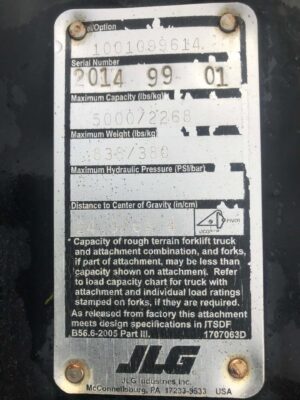 el/Option
1001099614
Serial Number
2014 99 01
Maximum Capacity (lbs/kg)
5000/2268
Maximum Weight (lbs/kg)
Maximum Hydraulic Pressure (PSI/bar)
Distance to Center of Gravity (in/cm)
PIVOT
* Capacity of rough terrain forklift truck
and attachment combination, and forks,
if part of attachment, may be less than
capacity shown on attachment. Refer
to load capacity chart for truck with
attachment and individual load ratings
stamped on forks, if they are required.
As released from factory this attachment
meets design specifications in ITSDF
B56.6-2005 Part III. 1707063D
JLG
JLG Industries Inc.
McConnellsburg, PA 17233-9533 USA